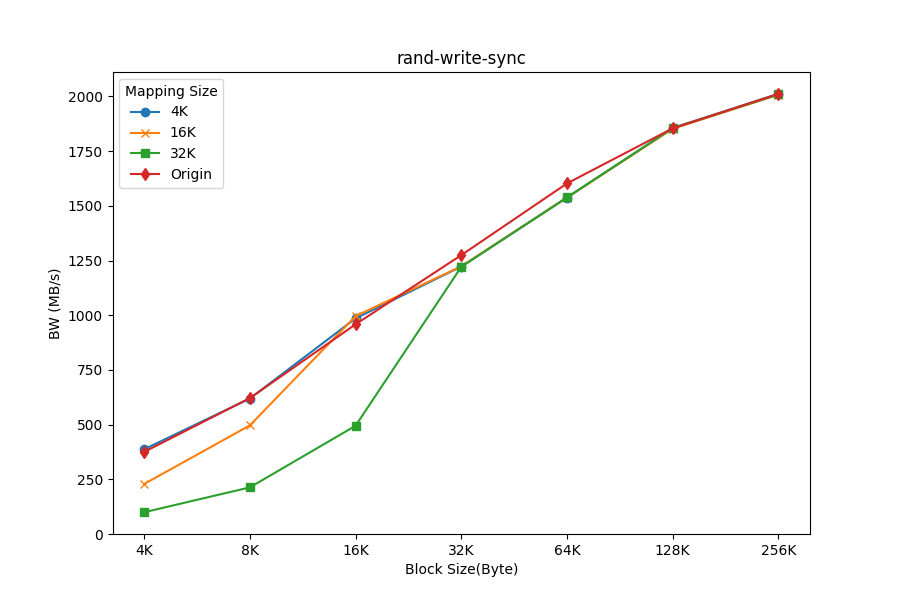 rand-write-sync
Mapping Size
4K
16K
32K
Origin
BW (MB/s)
2000
1750
1500
1250
1000
750
500
250
0
4K 8K 16K 32K 64K 128K 256K
Block Size(Byte)